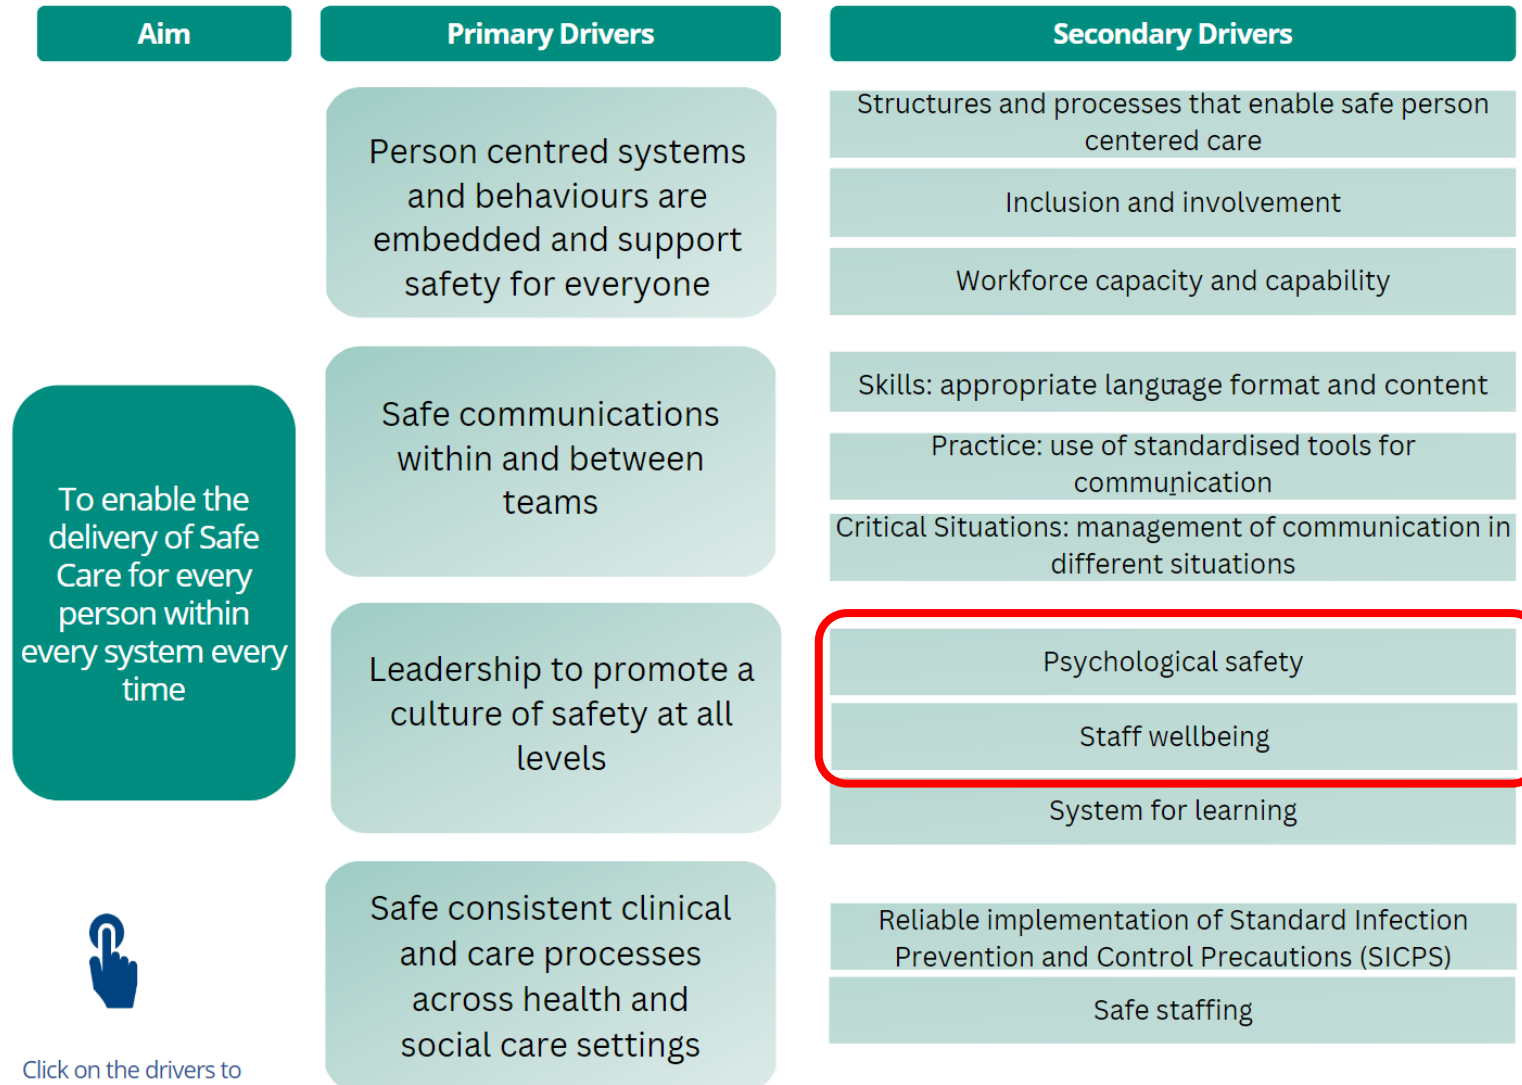 Aim
Primary Drivers
Secondary Drivers
To enable the
delivery of Safe
Care for every
person within
every system every
time
Person centred systems
and behaviours are
embedded and support
safety for everyone
Structures and processes that enable safe person
centered care
Inclusion and involvement
Workforce capacity and capability
Safe communications
within and between
teams
Skills: appropriate language format and content
Practice: use of standardised tools for
communication
Critical Situations: management of communication in
different situations
Leadership to promote a
culture of safety at all
levels
Psychological safety
Staff wellbeing
System for learning
Safe consistent clinical
and care processes
across health and
social care settings
Reliable implementation of Standard Infection
Prevention and Control Precautions (SICPS)
Safe staffing
Click on the drivers to